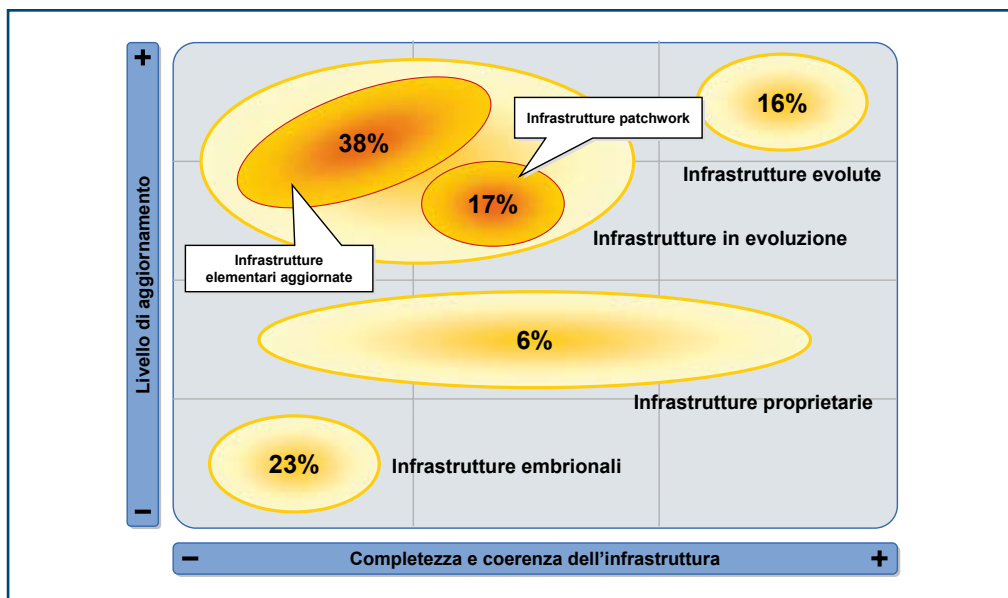 +
Livello di aggiornamento
–
38%
Infrastrutture patchwork
16%
Infrastrutture evolute
17%
Infrastrutture in evoluzione
Infrastrutture
elementari aggiornate
6%
Infrastrutture proprietarie
23%
Infrastrutture embrionali
– Completezza e coerenza dell'infrastruttura +